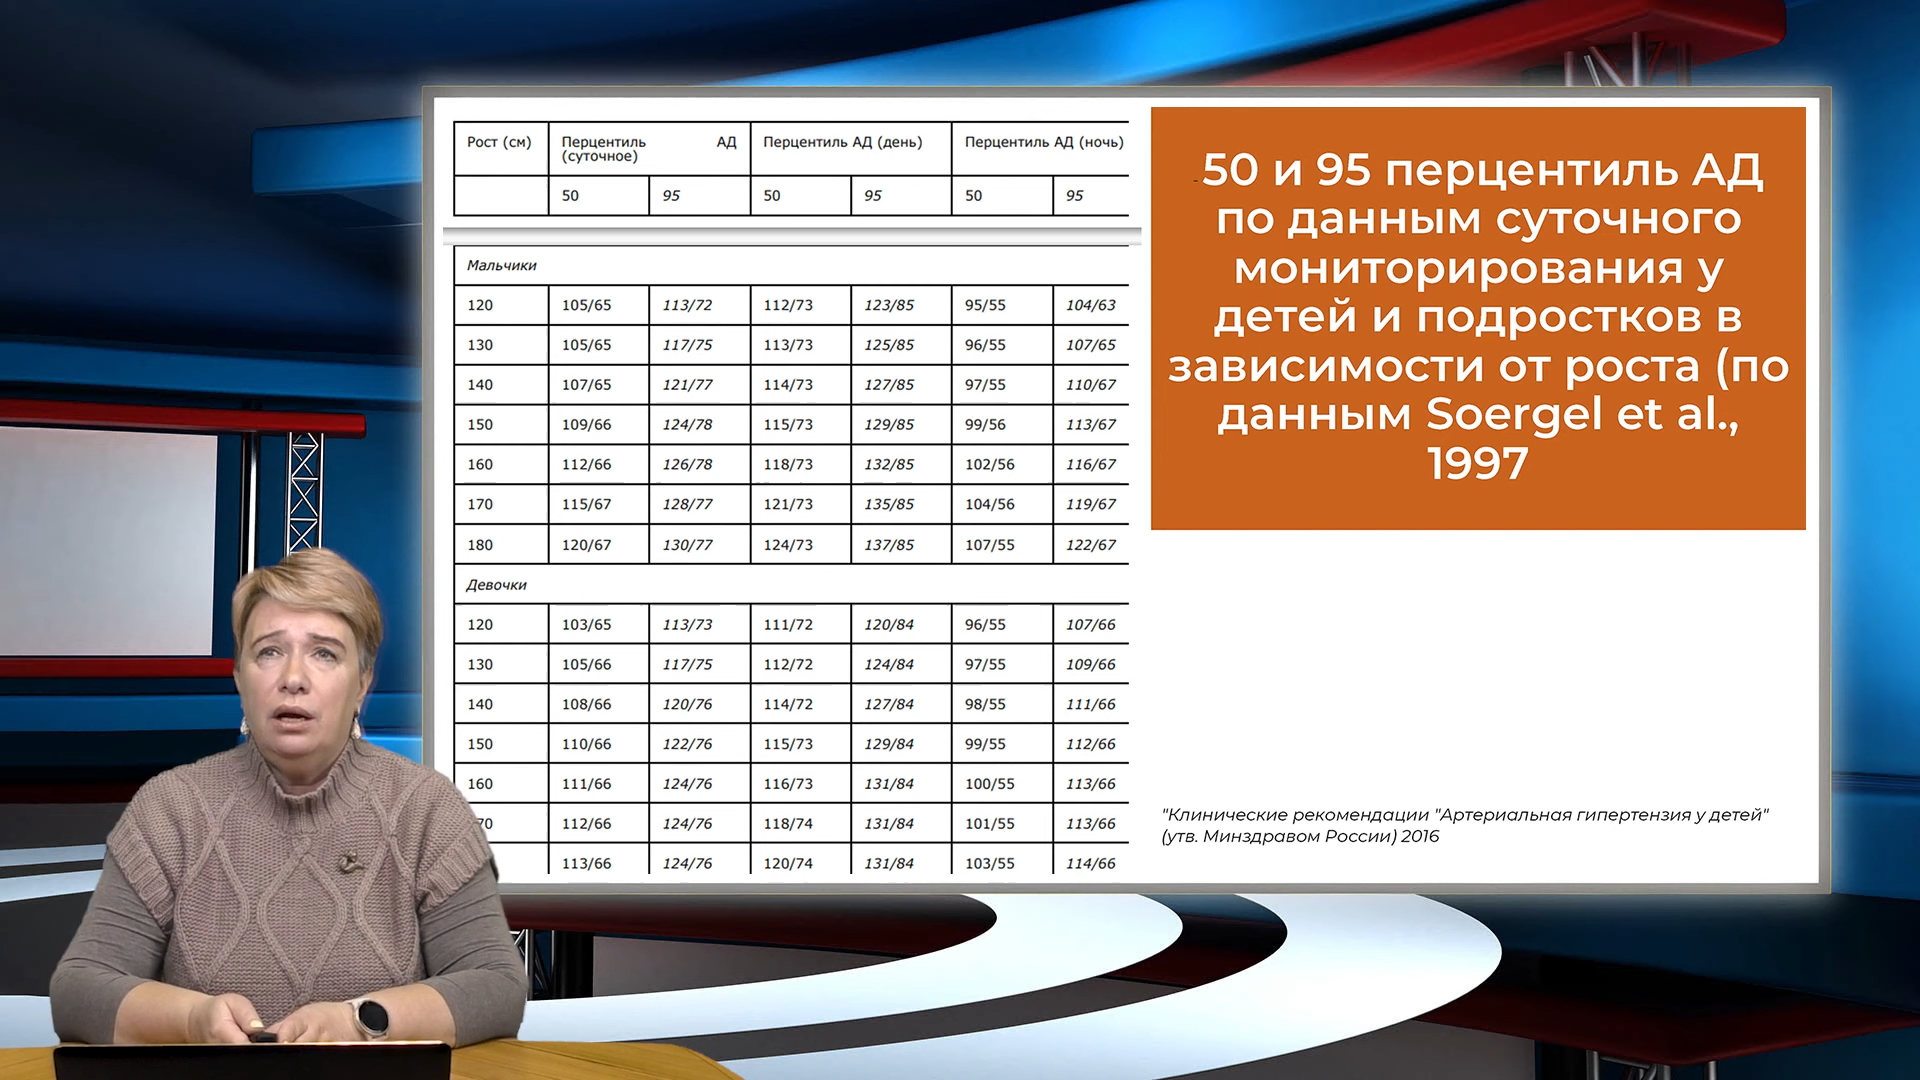 Рост (см) Перцентиль АД (суточное) Перцентиль АД (день) Перцентиль АД (ночь)
50 95 50 95 50 95
Мальчики
120 105/65 113/72 112/73 123/85 95/55 104/63
130 105/65 117/75 113/73 125/85 96/55 107/65
140 107/65 121/77 114/73 127/85 97/55 110/67
150 109/66 124/78 115/73 129/85 99/56 113/67
160 112/66 126/78 118/73 132/85 102/56 116/67
170 115/67 128/77 121/73 135/85 104/56 119/67
180 120/67 130/77 124/73 137/85 107/55 122/67
Девочки
120 103/65 113/73 111/72 120/84 96/55 107/66
130 105/66 117/75 112/72 124/84 97/55 109/66
140 108/66 120/76 114/72 127/84 98/55 111/66
150 110/66 122/76 115/73 129/84 99/55 112/66
160 111/66 124/76 116/73 131/84 100/55 113/66
70 112/66 124/76 118/74 131/84 101/55 113/66
113/66 124/76 120/74 131/84 103/55 114/66
50 и 95 перцентиль АД
по данным суточного
мониторирования у
детей и подростков в
зависимости от роста (по
данным Soergel et al.,
1997
"Клинические рекомендации "Артериальная гипертензия у детей"
(утв. Минздравом России) 2016